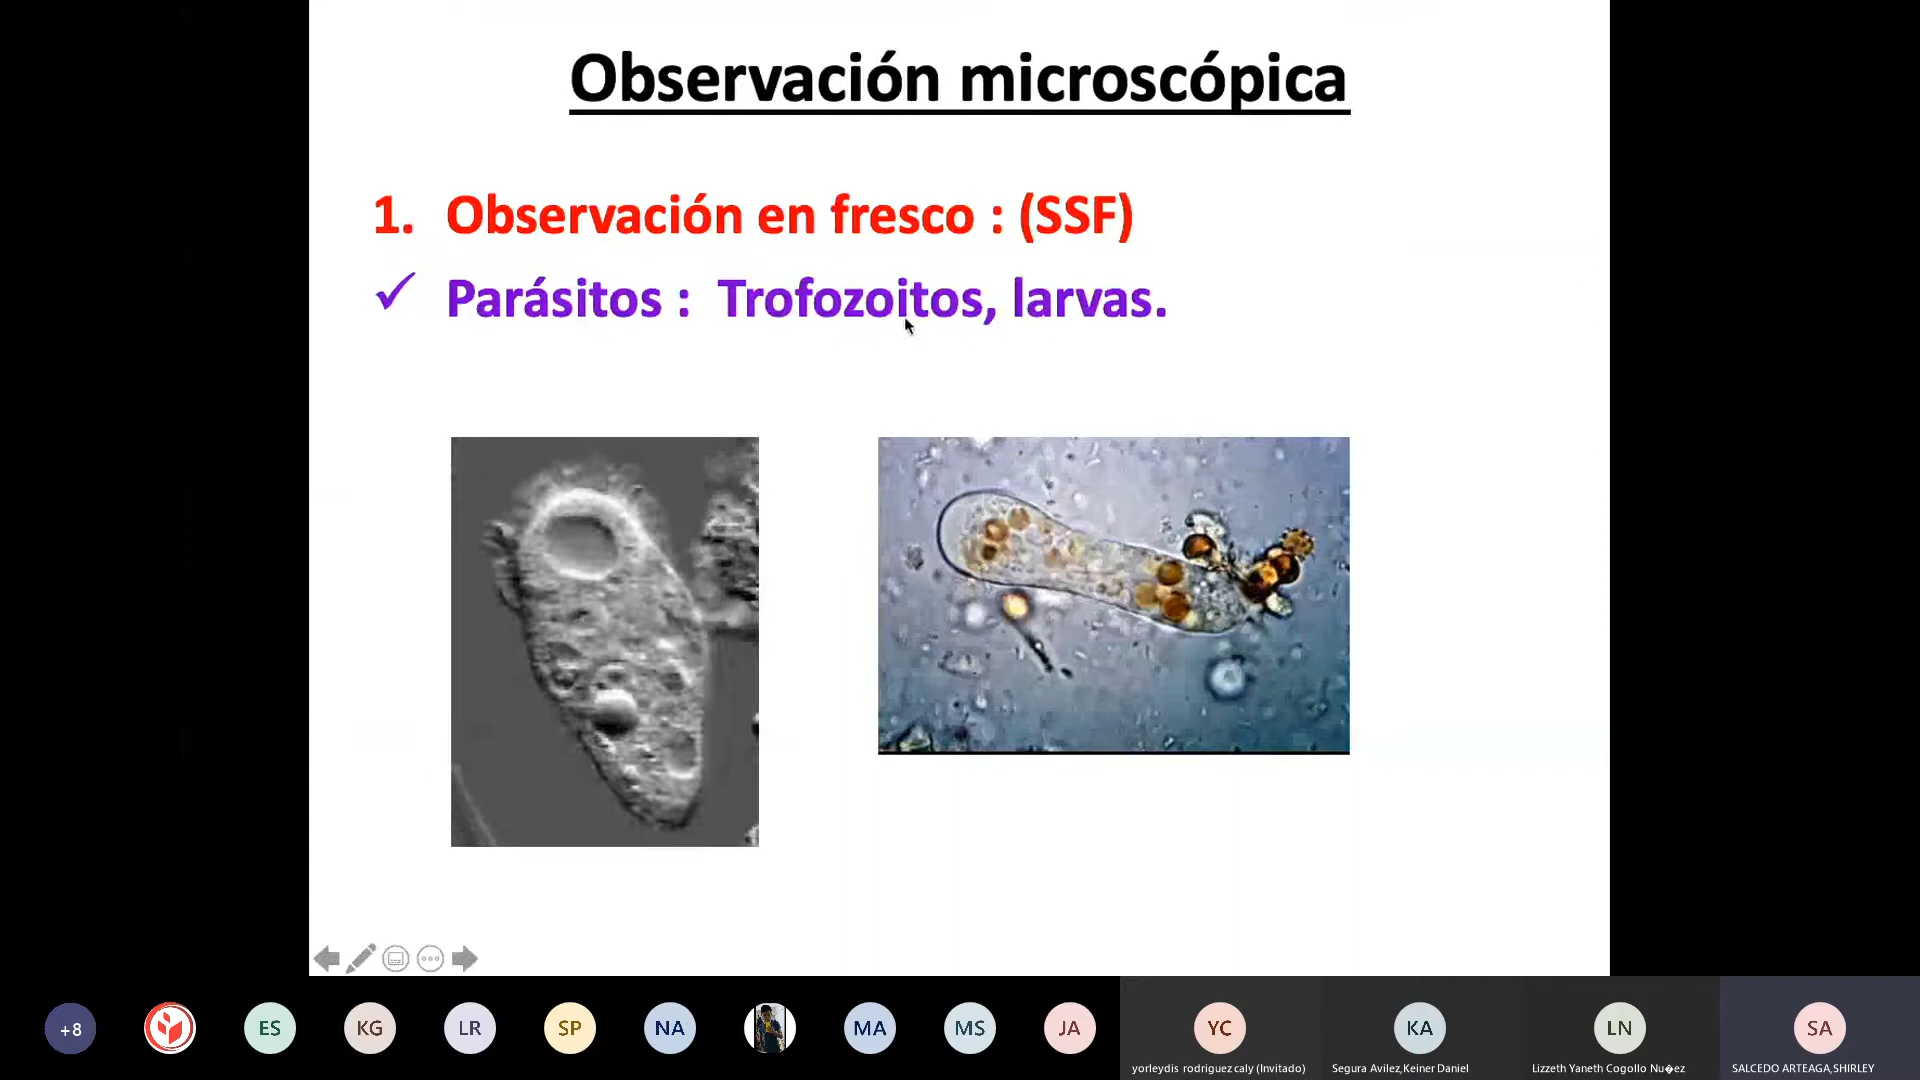 Observación microscópica
1. Observación en fresco : (SSF)
✓ Parásitos : Trofozoitos, larvas.
+8
ES
KG
LR
SP
NA
MA
MS
JA
YC
KA
LN
SA
yorleydis rodriguez caly (Invitado)
Segura Avilez,Keiner Daniel
Lizzeth Yaneth Cogollo Nu�ez
SALCEDO ARTEAGA,SHIRLEY